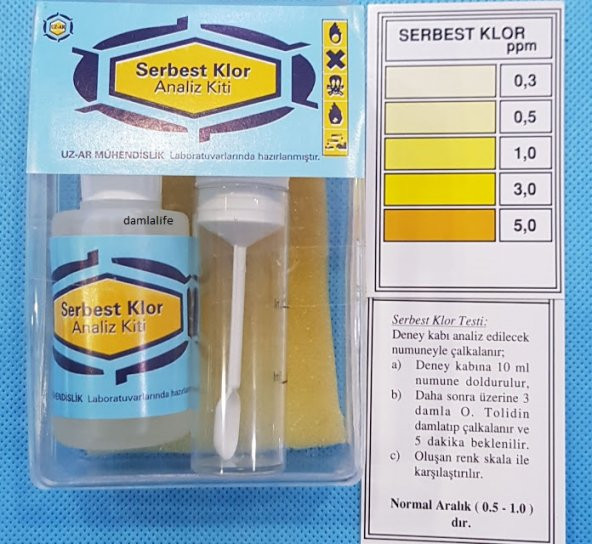 UZ-AR
Serbest Klor
Analiz Kiti
UZ-AR MÜHENDİSLİK Laboratuvarlarında hazırlanmıştır.
damlalife
Serbest Klor
Analiz Kiti
Laboratuvarlarında
SERBEST KLOR
ppm
0,3
0,5
1,0
3,0
5,0
Serbest Klor Testi:
Deney kabı analiz edilecek
numuneyle çalkalanır;
a) Deney kabına 10 ml
numune doldurulur,
b) Daha sonra üzerine 3
damla O. Tolidin
damlatıp çalkalanır ve
5 dakika beklenilir.
c) Oluşan renk skala ile
karşılaştırılır.
Normal Aralık ( 0.5 - 1.0 )
dır.